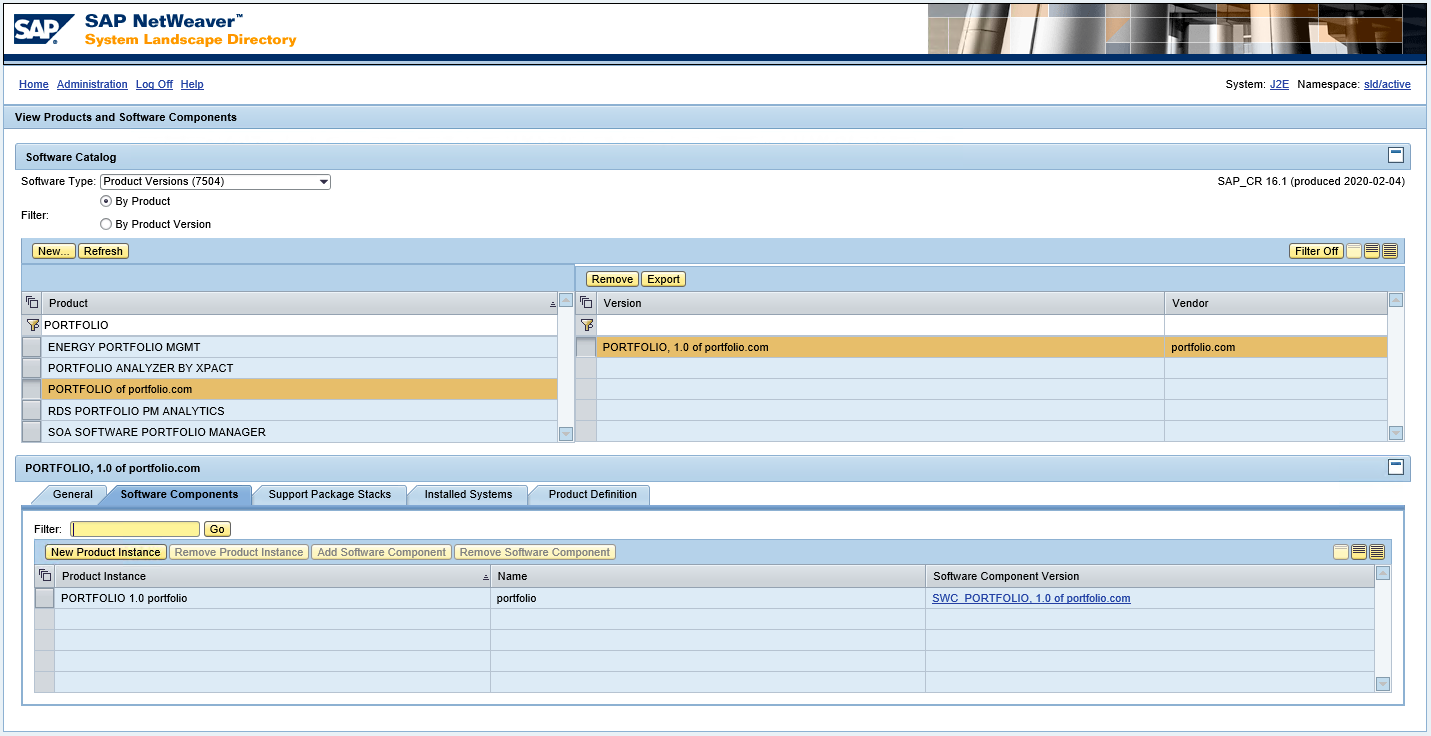 SAP
SAP NetWeaver™
System Landscape Directory
Home Administration Log Off Help System: J2E Namespace: sld/active
View Products and Software Components
Software Catalog
Software Type: Product Versions (7504) SAP_CR 16.1 (produced 2020-02-04)
By Product
Filter:
By Product Version
New... Refresh Filter Off
Remove Export
Product Version Vendor
PORTFOLIO
ENERGY PORTFOLIO MGMT PORTFOLIO, 1.0 of portfolio.com portfolio.com
PORTFOLIO ANALYZER BY XPACT
PORTFOLIO of portfolio.com
RDS PORTFOLIO PM ANALYTICS
SOA SOFTWARE PORTFOLIO MANAGER
PORTFOLIO, 1.0 of portfolio.com
General Software Components Support Package Stacks Installed Systems Product Definition
Filter: Go
New Product Instance Remove Product Instance Add Software Component Remove Software Component
Product Instance Name Software Component Version
PORTFOLIO 1.0 portfolio portfolio SWC_PORTFOLIO, 1.0 of portfolio.com